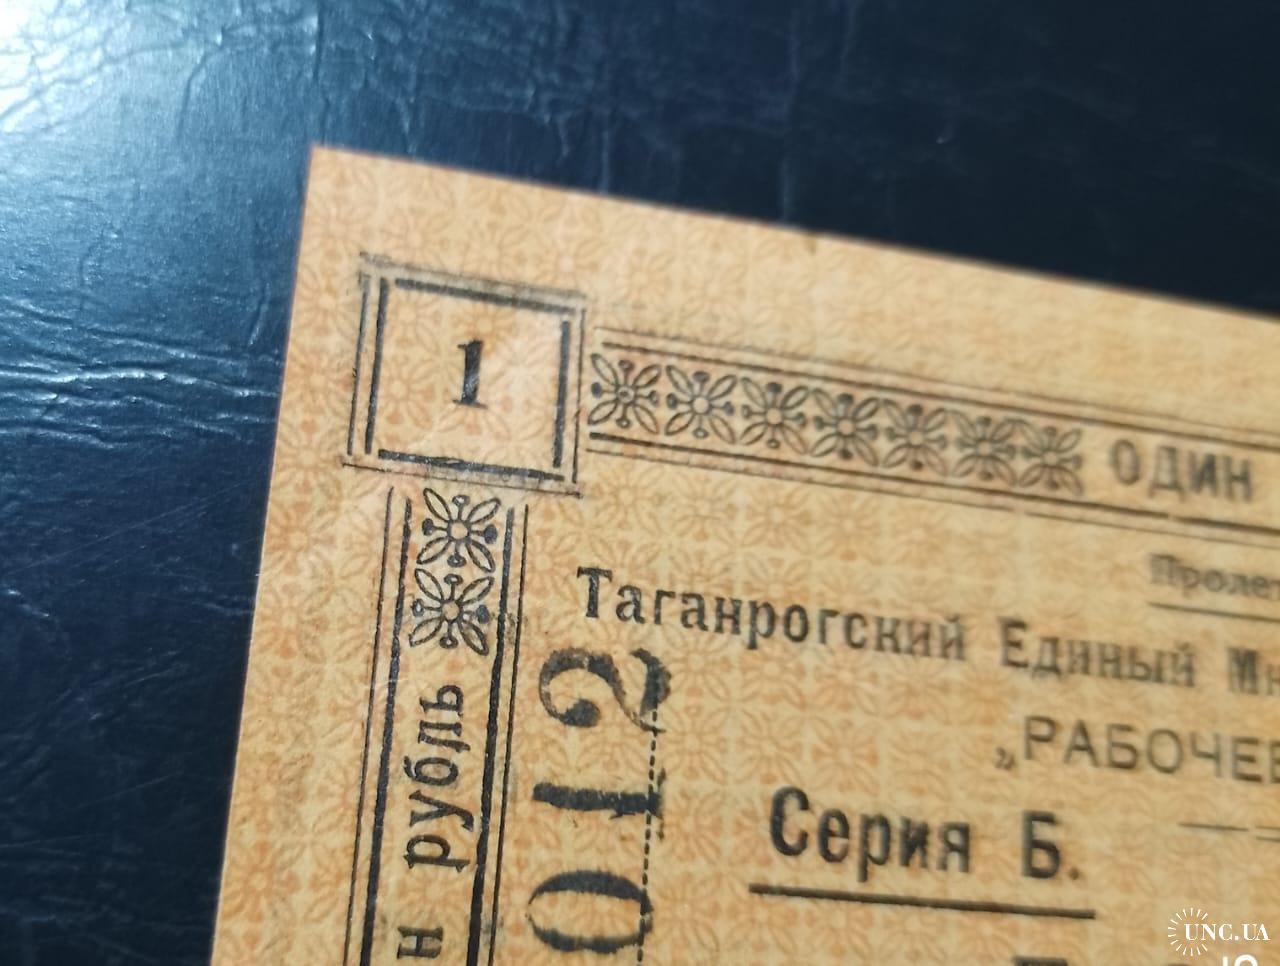 1
ОДИН
Пролет
Таганрогский Единый Мн
„РАБОЧЕ
Серия Б.
н рубль
012
UNC.UA